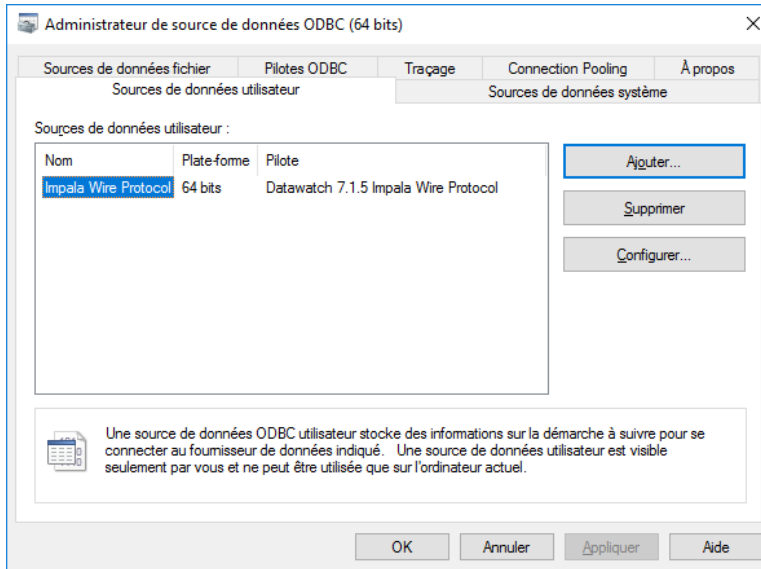 Administrateur de source de données ODBC (64 bits)
Sources de données fichier Pilotes ODBC Traçage Connection Pooling À propos
Sources de données utilisateur Sources de données système
Sources de données utilisateur :
Nom Plate-forme Pilote
Impala Wire Protocol 64 bits Datawatch 7.1.5 Impala Wire Protocol
Ajouter...
Supprimer
Configurer...
Une source de données ODBC utilisateur stocke des informations sur la démarche à suivre pour se
connecter au fournisseur de données indiqué. Une source de données utilisateur est visible
seulement par vous et ne peut être utilisée que sur l'ordinateur actuel.
OK Annuler Appliquer Aide